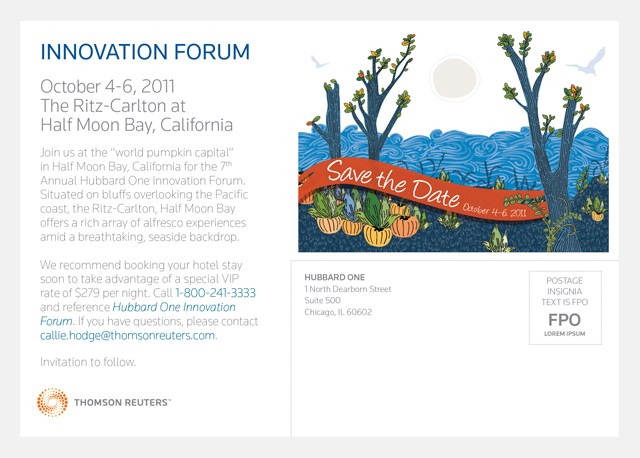 INNOVATION FORUM
October 4-6, 2011
The Ritz-Carlton at
Half Moon Bay, California
Join us at the “world pumpkin capital”
in Half Moon Bay, California for the 7th
Annual Hubbard One Innovation Forum.
Situated on bluffs overlooking the Pacific
coast, the Ritz-Carlton, Half Moon Bay
offers a rich array of alfresco experiences
amid a breathtaking, seaside backdrop.
We recommend booking your hotel stay
soon to take advantage of a special VIP
rate of $279 per night. Call 1-800-241-3333
and reference Hubbard One Innovation
Forum. If you have questions, please contact
callie.hodge@thomsonreuters.com.
Invitation to follow.
THOMSON REUTERS™
Save the Date
October 4-6, 2011
HUBBARD ONE
1 North Dearborn Street
Suite 500
Chicago, IL 60602
POSTAGE
INSIGNIA
TEXT IS FPO
FPO
LOREM IPSUM